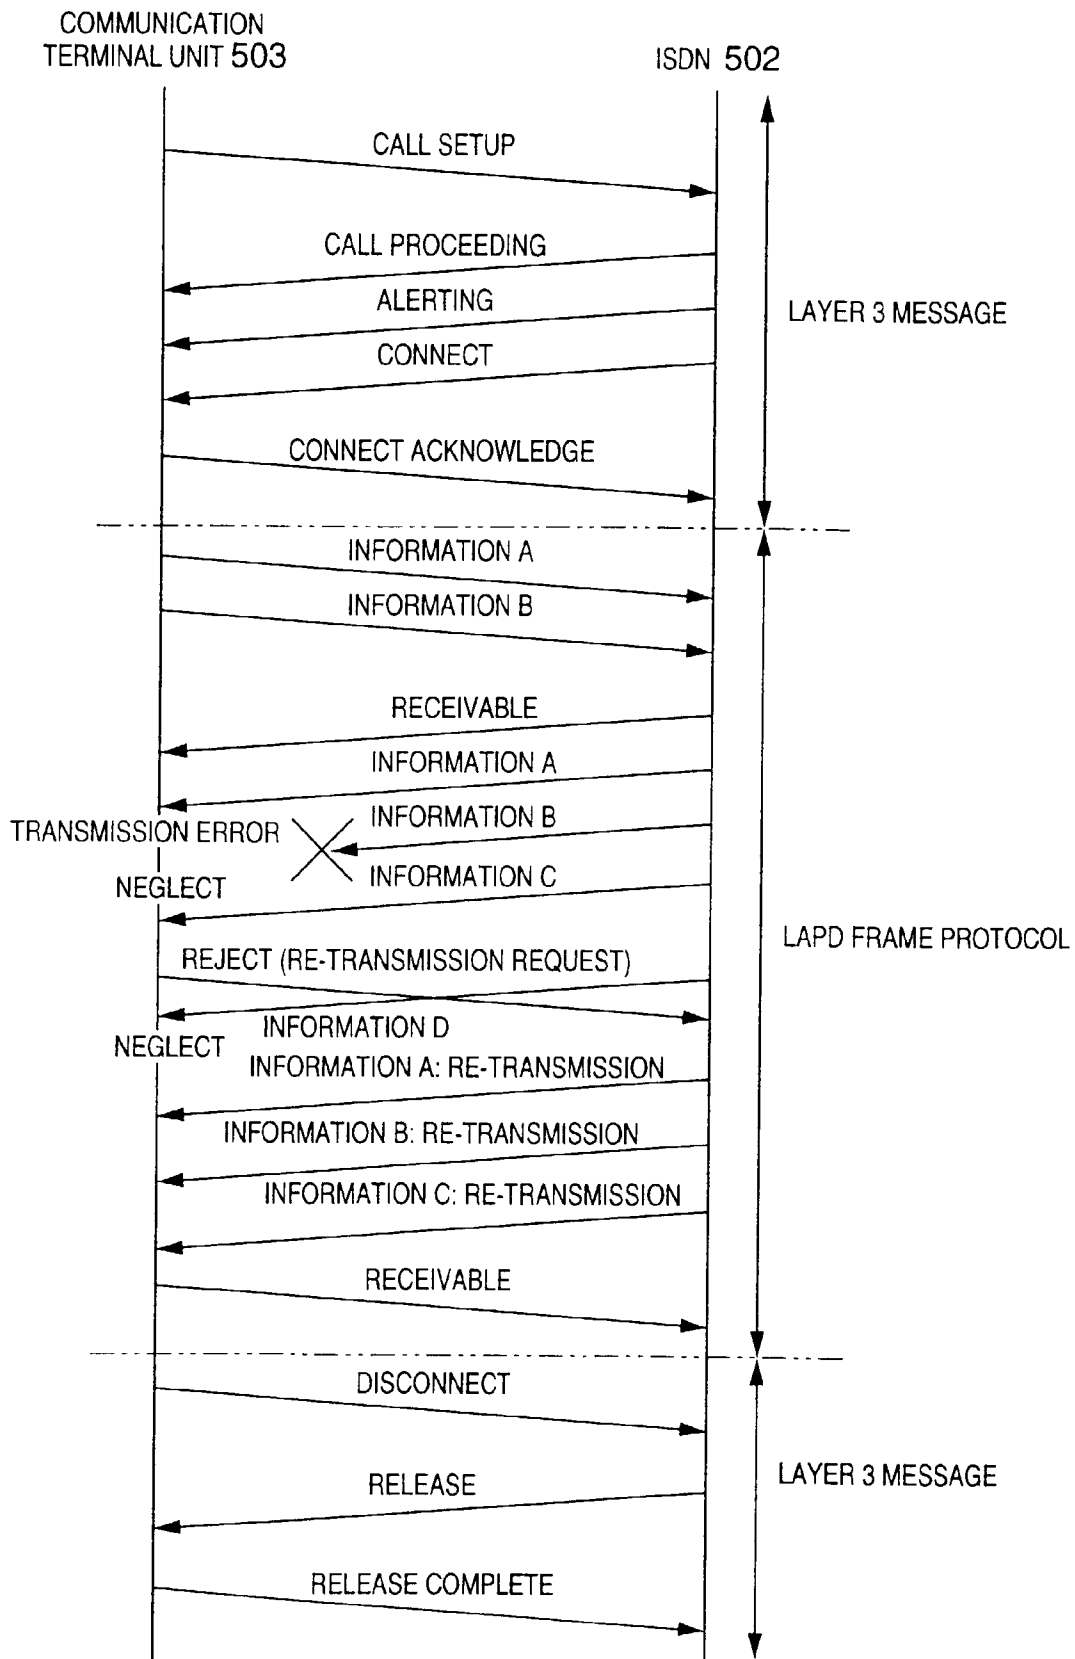 COMMUNICATION
TERMINAL UNIT 503
ISDN 502
CALL SETUP
CALL PROCEEDING
ALERTING
LAYER 3 MESSAGE
CONNECT
CONNECT ACKNOWLEDGE
INFORMATION A
INFORMATION B
RECEIVABLE
INFORMATION A
INFORMATION B
TRANSMISSION ERROR
INFORMATION C
NEGLECT
LAPD FRAME PROTOCOL
REJECT (RE-TRANSMISSION REQUEST)
INFORMATION D
NEGLECT
INFORMATION A: RE-TRANSMISSION
INFORMATION B: RE-TRANSMISSION
INFORMATION C: RE-TRANSMISSION
RECEIVABLE
DISCONNECT
LAYER 3 MESSAGE
RELEASE
RELEASE COMPLETE